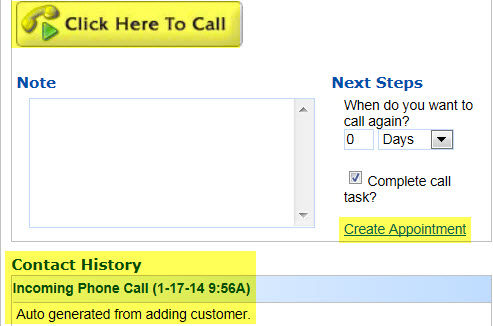 Click Here To Call
Note
Next Steps
When do you want to
call again?
0 Days
Complete call
task?
Create Appointment
Contact History
Incoming Phone Call (1-17-14 9:56A)
Auto generated from adding customer.